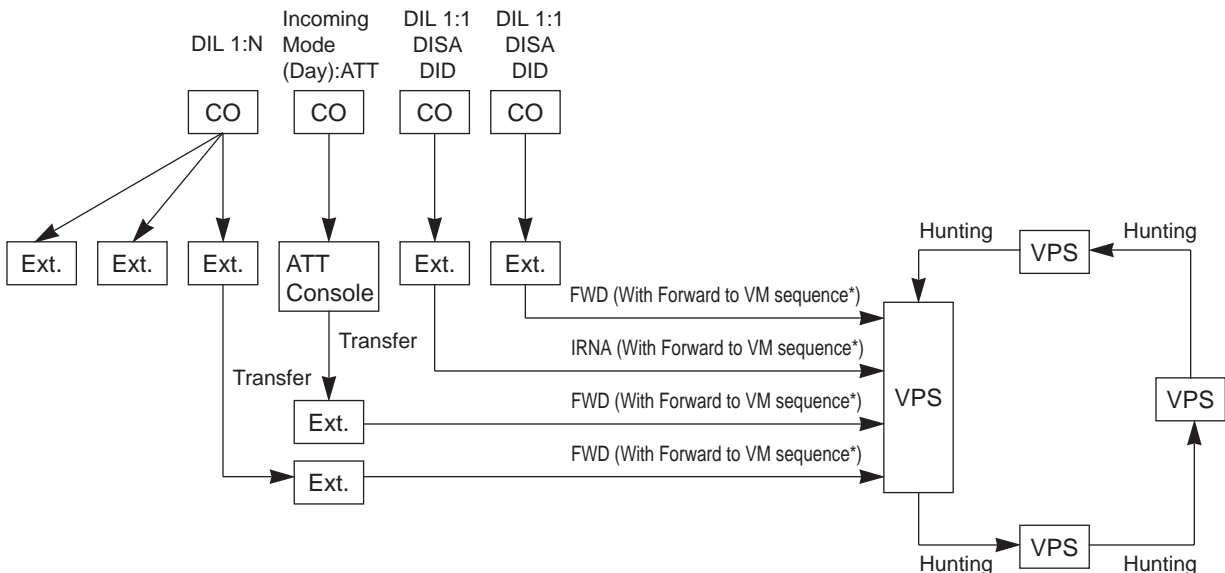 DIL 1:N
Incoming
Mode
(Day):ATT
DIL 1:1
DISA
DID
DIL 1:1
DISA
DID
CO
CO
CO
CO
Ext.
Ext.
Ext.
ATT
Console
Ext.
Ext.
Hunting
VPS
Hunting
FWD (With Forward to VM sequence*)
Transfer
IRNA (With Forward to VM sequence*)
Transfer
FWD (With Forward to VM sequence*)
Ext.
VPS
VPS
FWD (With Forward to VM sequence*)
Ext.
Hunting
VPS
Hunting